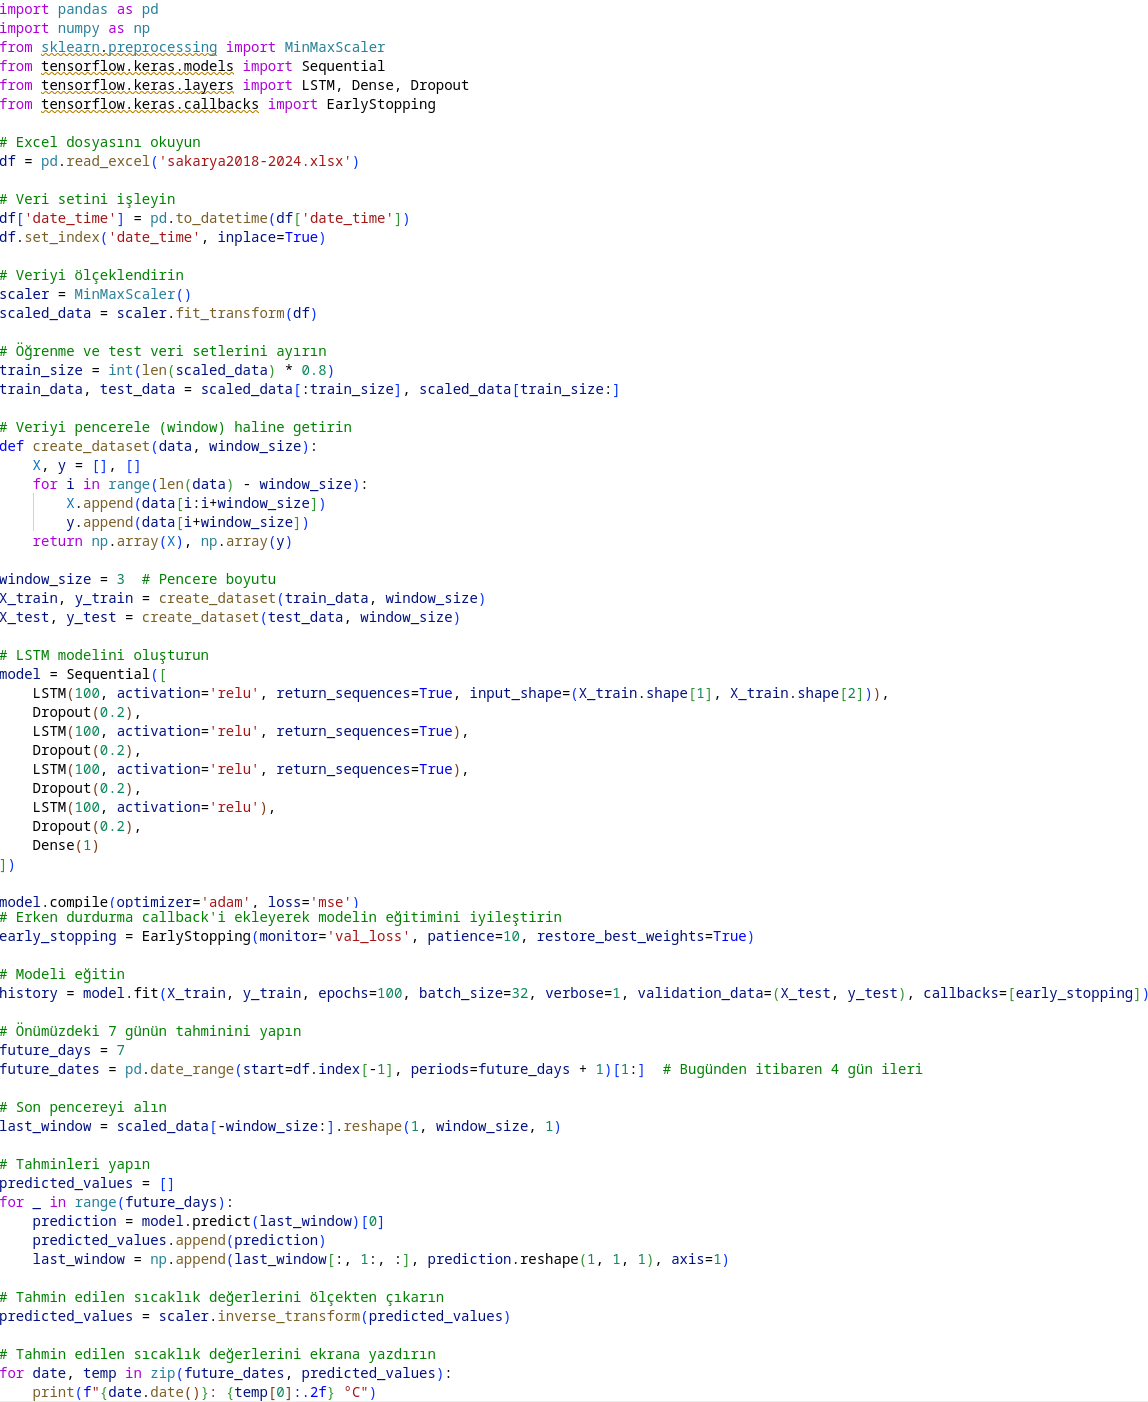 import pandas as pd
import numpy as np
from sklearn.preprocessing import MinMaxScaler
from tensorflow.keras.models import Sequential
from tensorflow.keras.layers import LSTM, Dense, Dropout
from tensorflow.keras.callbacks import EarlyStopping

# Excel dosyasını okuyun
df = pd.read_excel('sakarya2018-2024.xlsx')

# Veri setini işleyin
df['date_time'] = pd.to_datetime(df['date_time'])
df.set_index('date_time', inplace=True)

# Veriyi ölçeklendirin
scaler = MinMaxScaler()
scaled_data = scaler.fit_transform(df)

# Öğrenme ve test veri setlerini ayırın
train_size = int(len(scaled_data) * 0.8)
train_data, test_data = scaled_data[:train_size], scaled_data[train_size:]

# Veriyi pencerele (window) haline getirin
def create_dataset(data, window_size):
    X, y = [], []
    for i in range(len(data) - window_size):
        X.append(data[i:i+window_size])
        y.append(data[i+window_size])
    return np.array(X), np.array(y)

window_size = 3  # Pencere boyutu
X_train, y_train = create_dataset(train_data, window_size)
X_test, y_test = create_dataset(test_data, window_size)

# LSTM modelini oluşturun
model = Sequential([
    LSTM(100, activation='relu', return_sequences=True, input_shape=(X_train.shape[1], X_train.shape[2])),
    Dropout(0.2),
    LSTM(100, activation='relu', return_sequences=True),
    Dropout(0.2),
    LSTM(100, activation='relu', return_sequences=True),
    Dropout(0.2),
    LSTM(100, activation='relu'),
    Dropout(0.2),
    Dense(1)
])

model.compile(optimizer='adam', loss='mse')
# Erken durdurma callback'i ekleyerek modelin eğitimini iyileştirin
early_stopping = EarlyStopping(monitor='val_loss', patience=10, restore_best_weights=True)

# Modeli eğitin
history = model.fit(X_train, y_train, epochs=100, batch_size=32, verbose=1, validation_data=(X_test, y_test), callbacks=[early_stopping])

# Önümüzdeki 7 günün tahminini yapın
future_days = 7
future_dates = pd.date_range(start=df.index[-1], periods=future_days + 1)[1:]  # Bugünden itibaren 4 gün ileri

# Son pencereyi alın
last_window = scaled_data[-window_size:].reshape(1, window_size, 1)

# Tahminleri yapın
predicted_values = []
for _ in range(future_days):
    prediction = model.predict(last_window)[0]
    predicted_values.append(prediction)
    last_window = np.append(last_window[:, 1:, :], prediction.reshape(1, 1, 1), axis=1)

# Tahmin edilen sıcaklık değerlerini ölçekten çıkarın
predicted_values = scaler.inverse_transform(predicted_values)

# Tahmin edilen sıcaklık değerlerini ekrana yazdırın
for date, temp in zip(future_dates, predicted_values):
    print(f"{date.date()}: {temp[0]:.2f} °C")